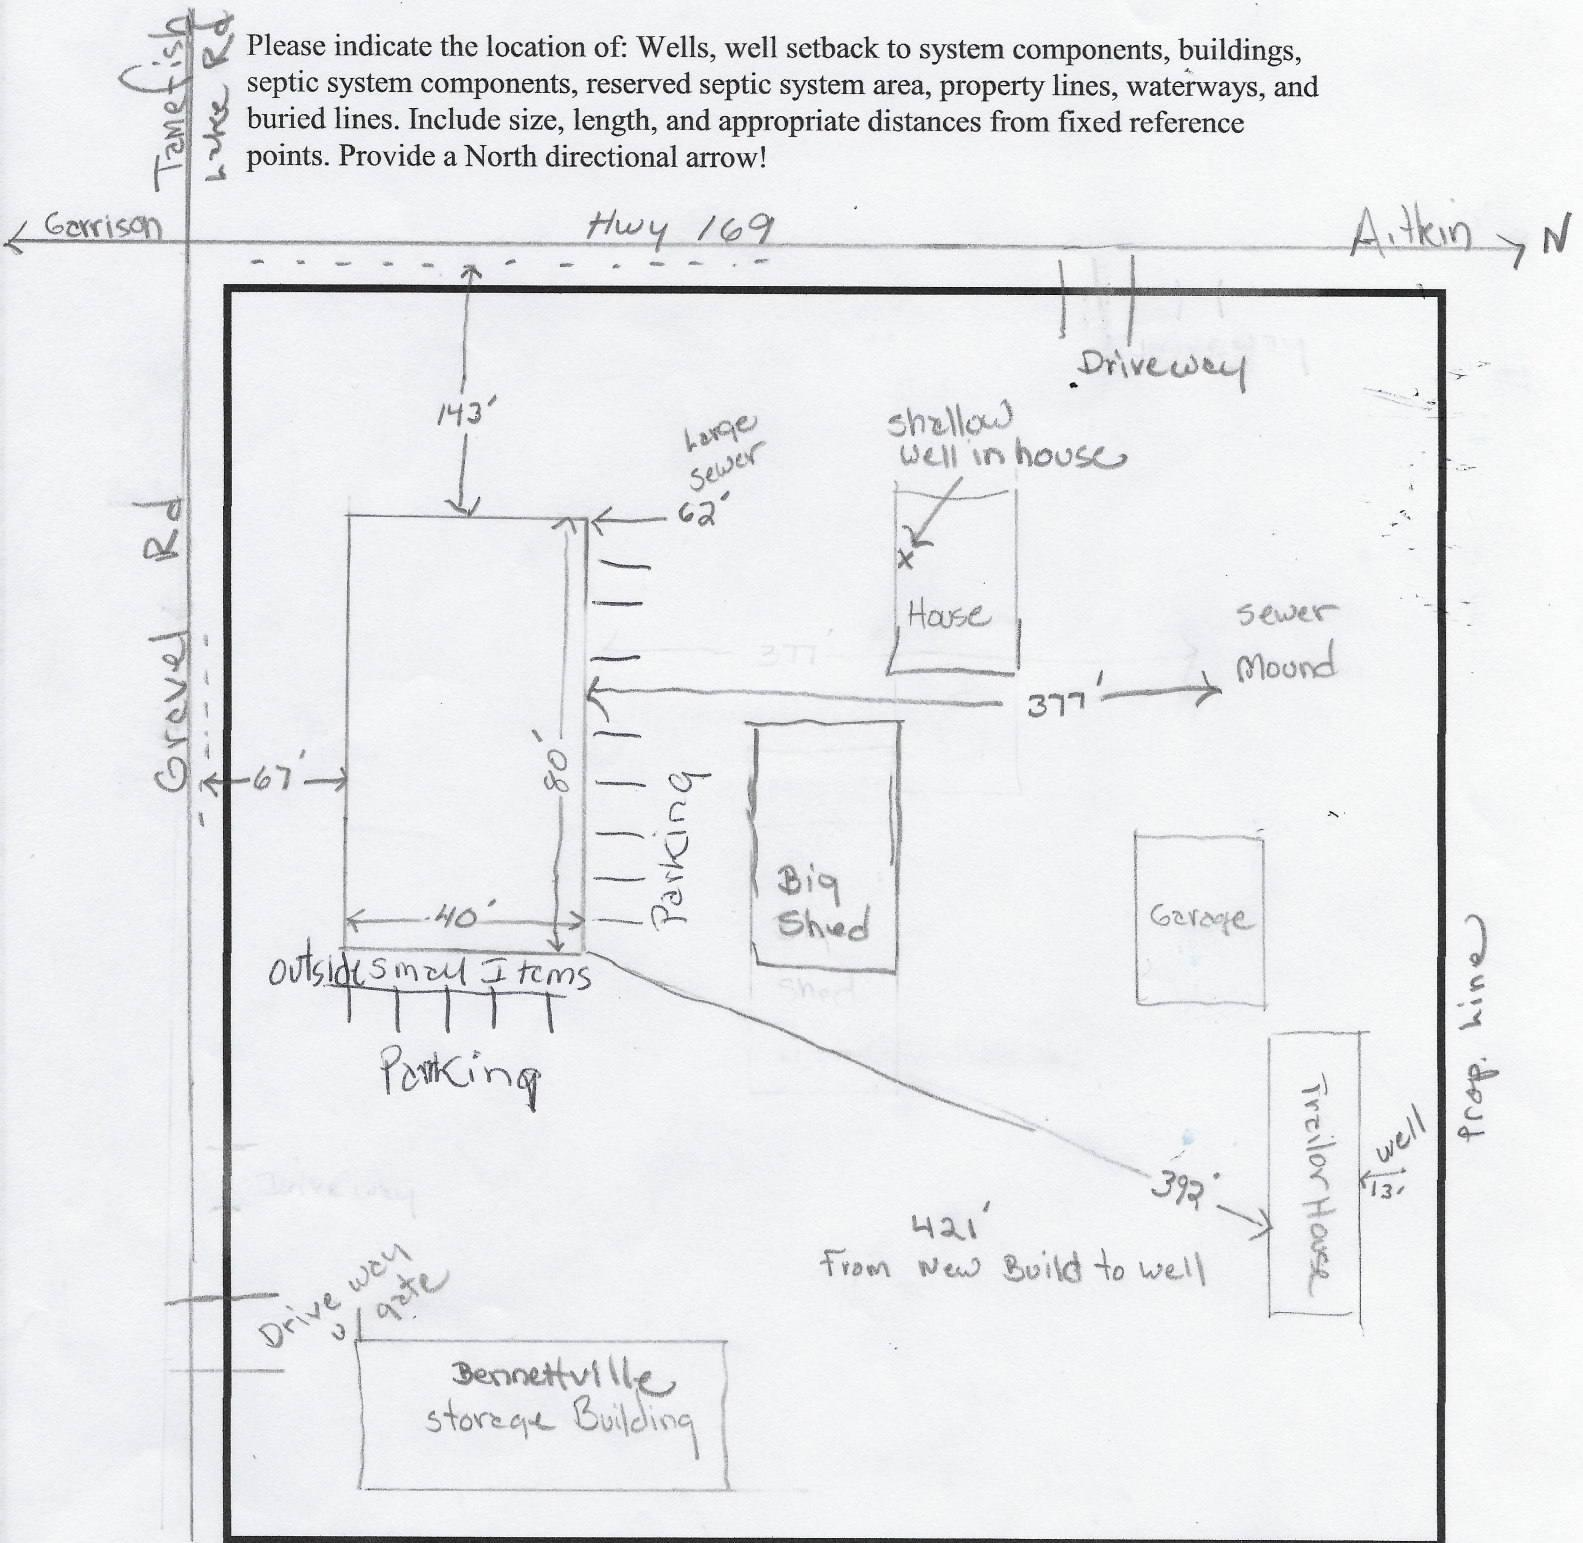 Tamefish
Lake Rd
Please indicate the location of: Wells, well setback to system components, buildings,
septic system components, reserved septic system area, property lines, waterways, and
buried lines. Include size, length, and appropriate distances from fixed reference
points. Provide a North directional arrow!
Garrison
Hwy 169
Aitkin
N
Driveway
143'
Large
sewer
62'
shallow
well in house
x
House
sewer
Mound
377'
377'
Gravel Rd
67'
80'
Parking
40'
Big
Shed
shed
Garage
outside Small Items
Parking
Prop. Line
Trailor House
well
13'
392'
421'
From New Build to well
Driveway
Drive way
gate
Bennettville
storage Building